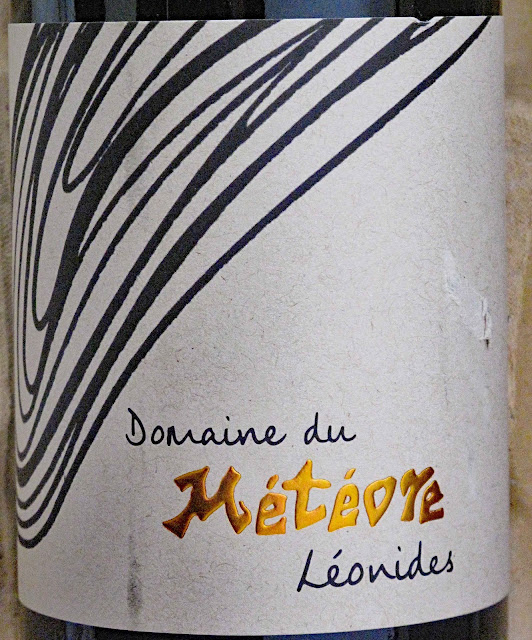 Domaine du
Météore
Léonides